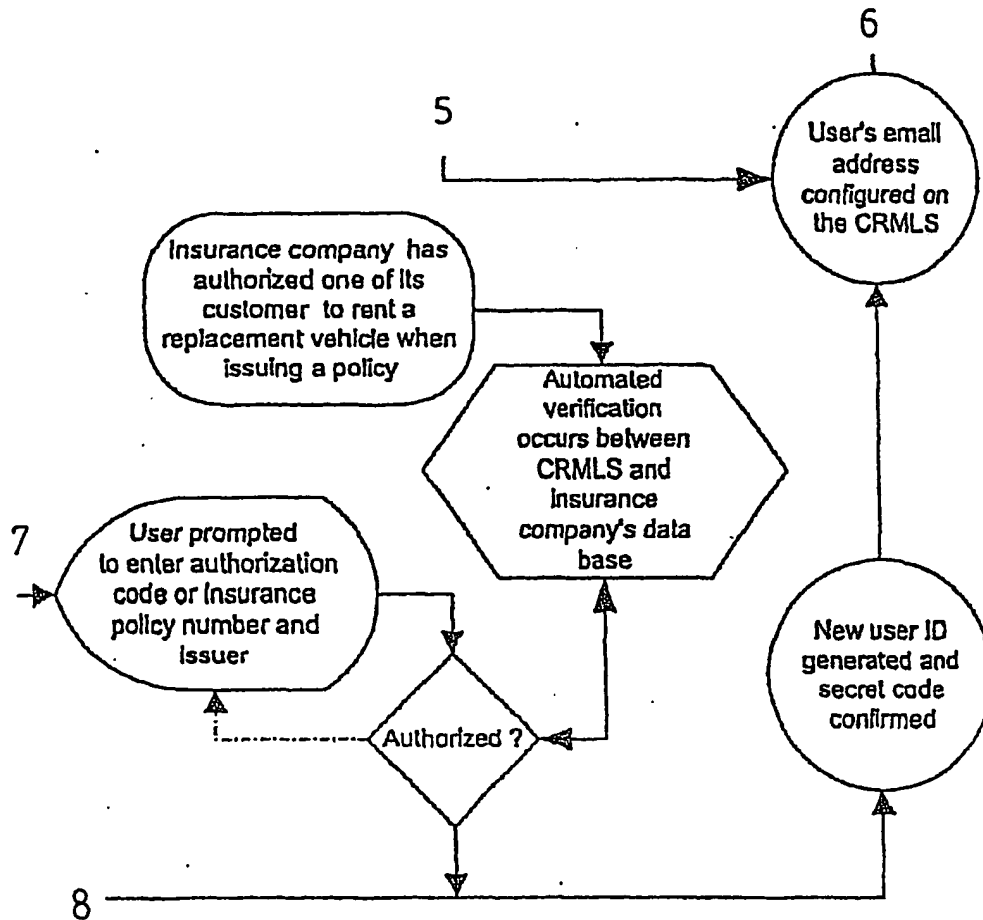 6
5
User's email
address
configured on
the CRMLS
Insurance company has
authorized one of its
customer to rent a
replacement vehicle when
issuing a policy
Automated
verification
occurs between
CRMLS and
insurance
company's data
base
7
User prompted
to enter authorization
code or Insurance
policy number and
issuer
New user ID
generated and
secret code
confirmed
Authorized ?
8